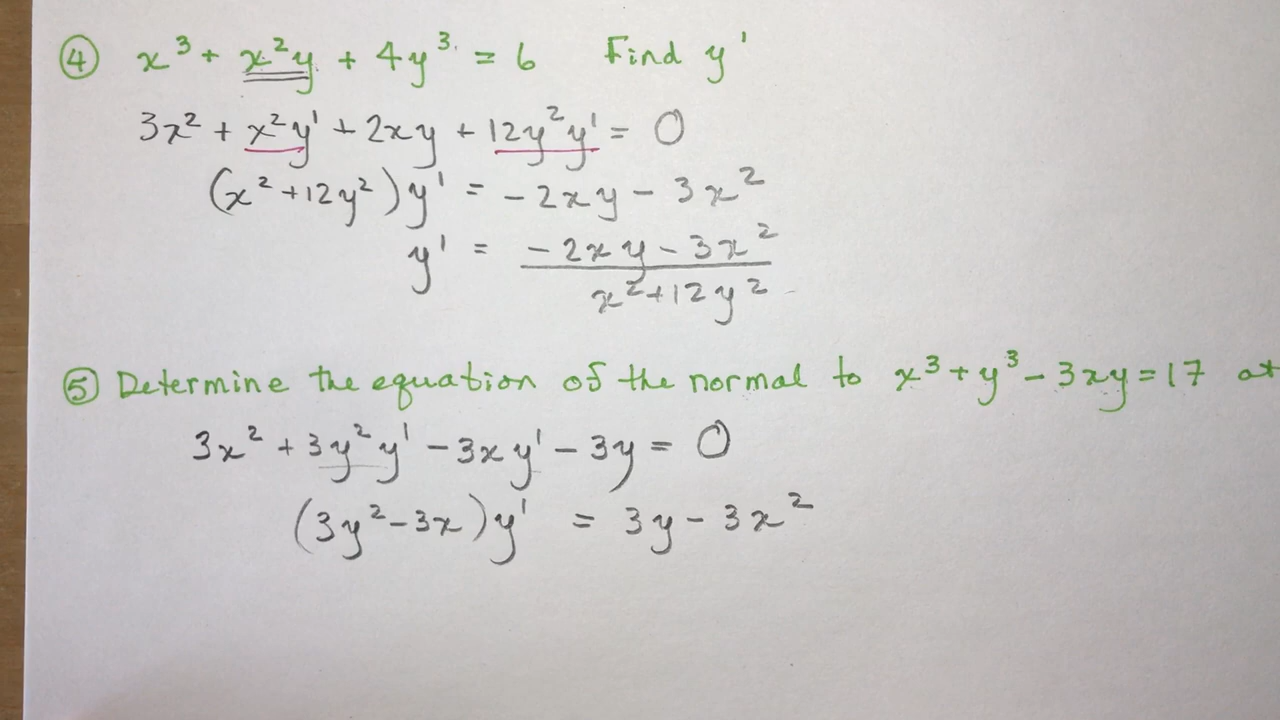 ④ x³ + x²y + 4y³ = 6 Find y'
3x² + x²y' + 2xy + 12y²y' = 0
(x² + 12y²) y' = -2xy - 3x²
y' = (-2xy - 3x²) / (x² + 12y²)
⑤ Determine the equation of the normal to x³ + y³ - 3xy = 17 at
3x² + 3y²y' - 3xy' - 3y = 0
(3y² - 3x) y' = 3y - 3x²